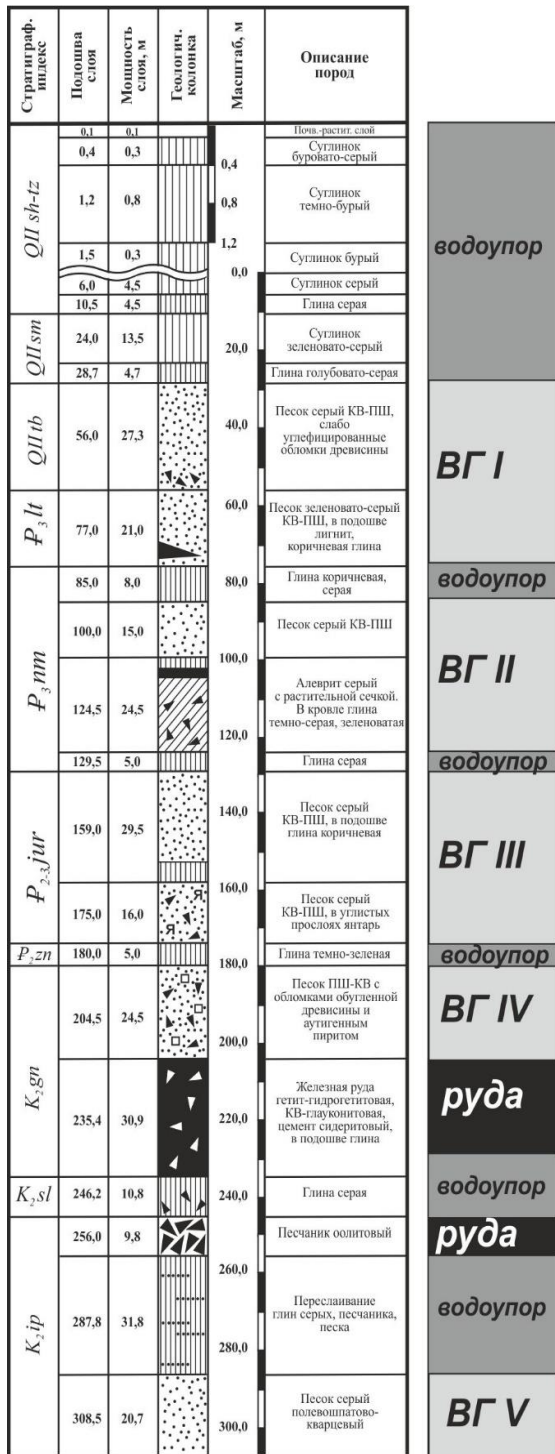 Стратиграф. индекс
Подошва слоя
Мощность слоя, м
Геологич. колонка
Масштаб, м
Описание
пород
QII sh-tz
0,1 0,1 Почв.-растит. слой
0,4 0,3 Суглинок
буровато-серый
0,4
1,2 0,8 Суглинок
темно-бурый
0,8
1,2
1,5 0,3 Суглинок бурый
0,0
6,0 4,5 Суглинок серый
10,5 4,5 Глина серая
водоупор
QII sm
24,0 13,5 Суглинок
зеленовато-серый
20,0
28,7 4,7 Глина голубовато-серая
QII tb
56,0 27,3 Песок серый КВ-ПШ,
слабо
углефицированные
обломки древисины
40,0
ВГ I
P3 lt
60,0
77,0 21,0 Песок зеленовато-серый
КВ-ПШ, в подошве
лигнит,
коричневая глина
P3 nm
85,0 8,0 Глина коричневая,
серая
80,0
водоупор
100,0 15,0 Песок серый КВ-ПШ
100,0
ВГ II
124,5 24,5 Алеврит серый
с растительной сечкой.
В кровле глина
темно-серая, зеленоватая
120,0
129,5 5,0 Глина серая
водоупор
P2-3 jur
140,0
159,0 29,5 Песок серый
КВ-ПШ, в подошве
глина коричневая
ВГ III
160,0
175,0 16,0 Песок серый
КВ-ПШ, в углистых
прослоях янтарь
Я
Я
P2 zn
180,0 5,0 Глина темно-зеленая
180,0
водоупор
K2 gn
204,5 24,5 Песок ПШ-КВ с
обломками обугленной
древисины и
аутигенным
пиритом
200,0
ВГ IV
235,4 30,9 Железная руда
гетит-гидрогетитовая,
КВ-глауконитовая,
цемент сидеритовый,
в подошве глина
220,0
руда
K2 sl
246,2 10,8 Глина серая
240,0
водоупор
K2 ip
256,0 9,8 Песчаник оолитовый
руда
260,0
287,8 31,8 Переслаивание
глин серых, песчаника,
песка
280,0
водоупор
308,5 20,7 Песок серый
полевошпатово-
кварцевый
300,0
ВГ V